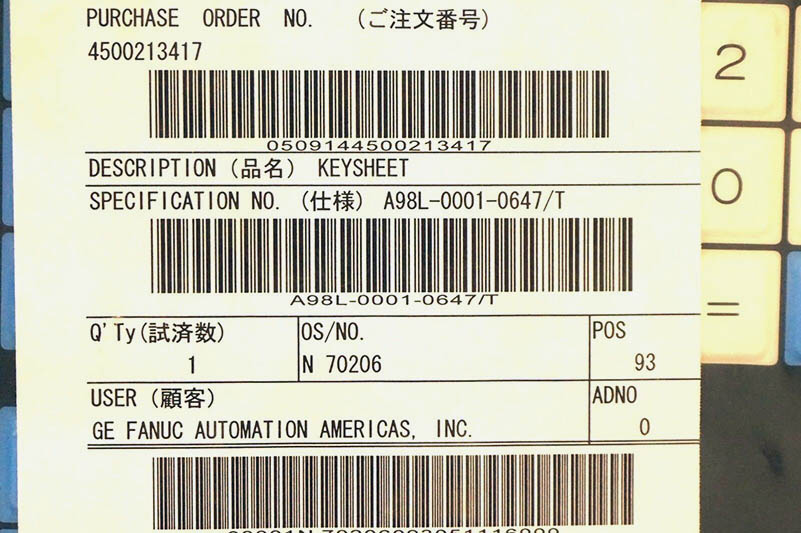 PURCHASE ORDER NO. (ご注文番号)
4500213417
0509144500213417
DESCRIPTION (品名) KEYSHEET
SPECIFICATION NO. (仕様) A98L-0001-0647/T
A98L-0001-0647/T
Q'Ty(試済数) OS/NO. POS
1 N 70206 93
USER (顧客) ADNO
GE FANUC AUTOMATION AMERICAS, INC. 0
2
0
=